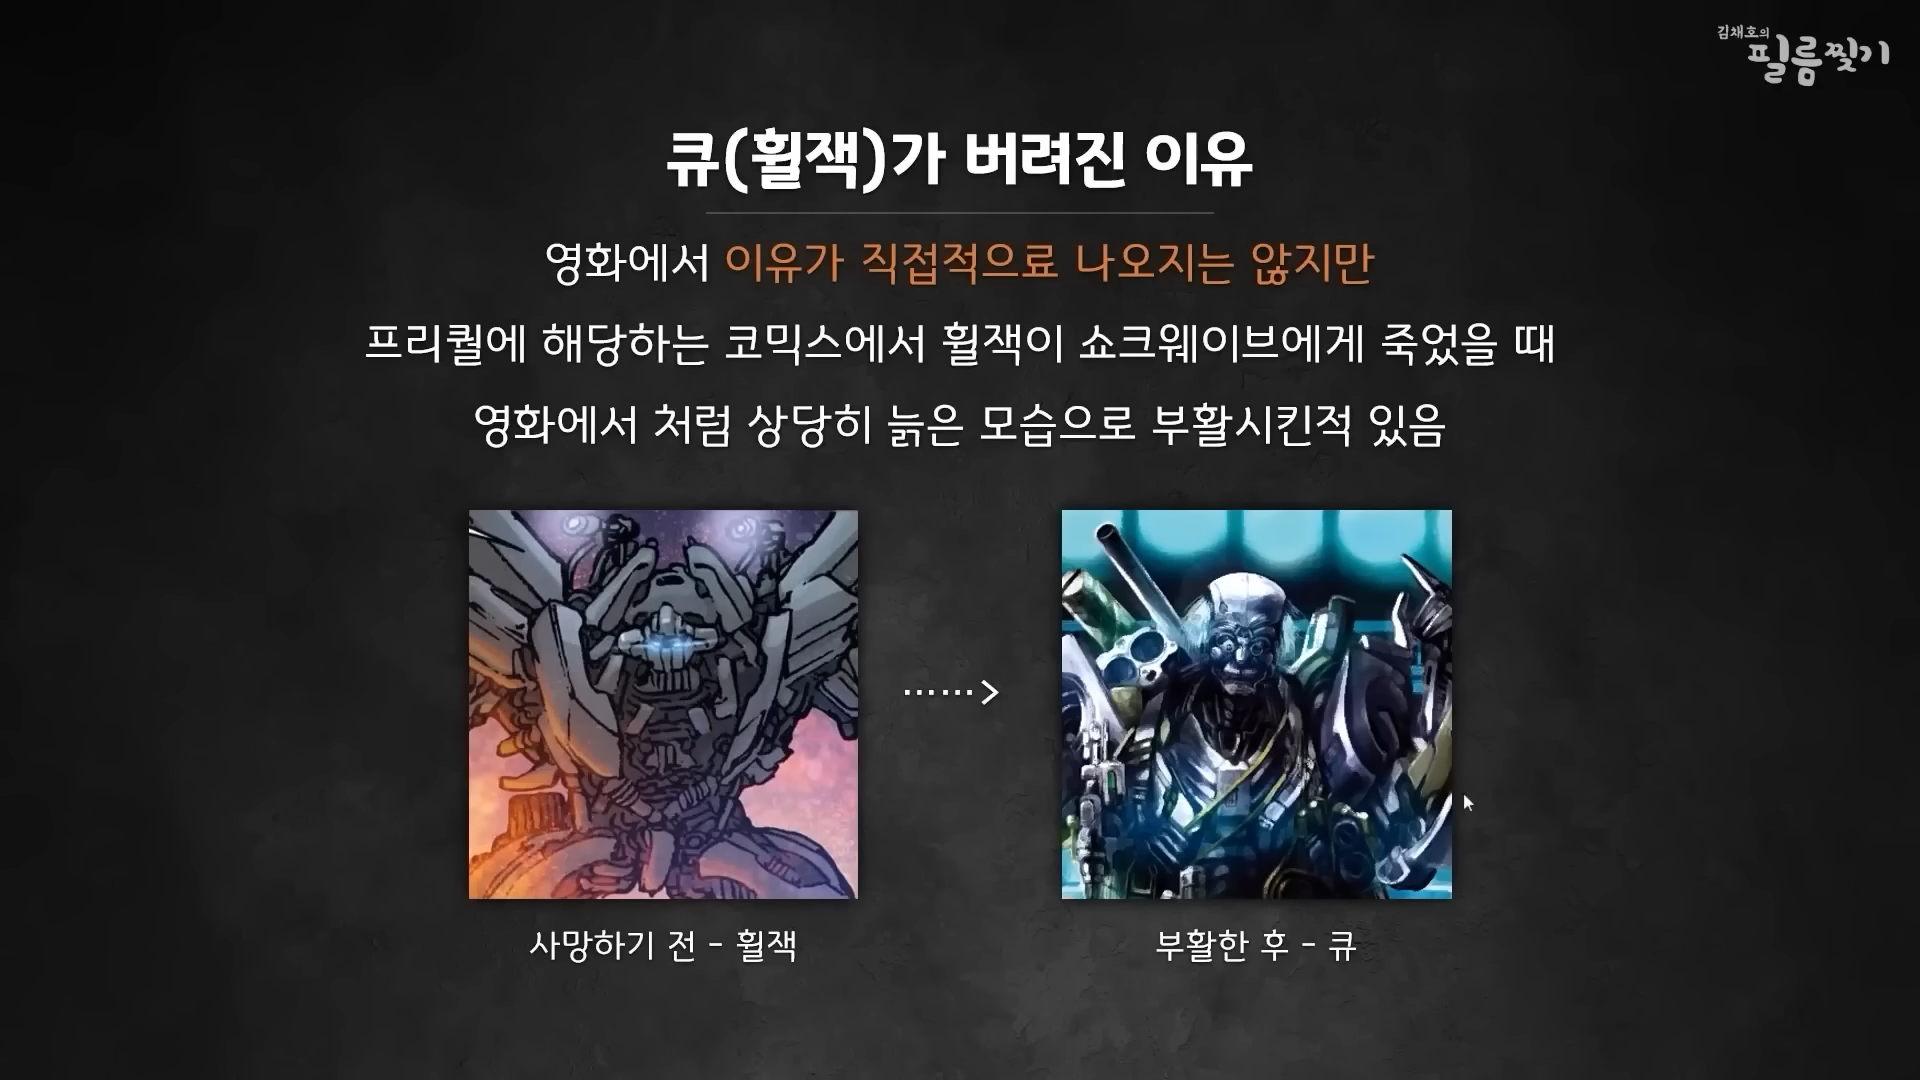 김채호의
필름찢기
큐(휠잭)가 버려진 이유
영화에서 이유가 직접적으로 나오지는 않지만
프리퀄에 해당하는 코믹스에서 휠잭이 쇼크웨이브에게 죽었을 때
영화에서 처럼 상당히 늙은 모습으로 부활시킨적 있음
사망하기 전 - 휠잭
부활한 후 - 큐